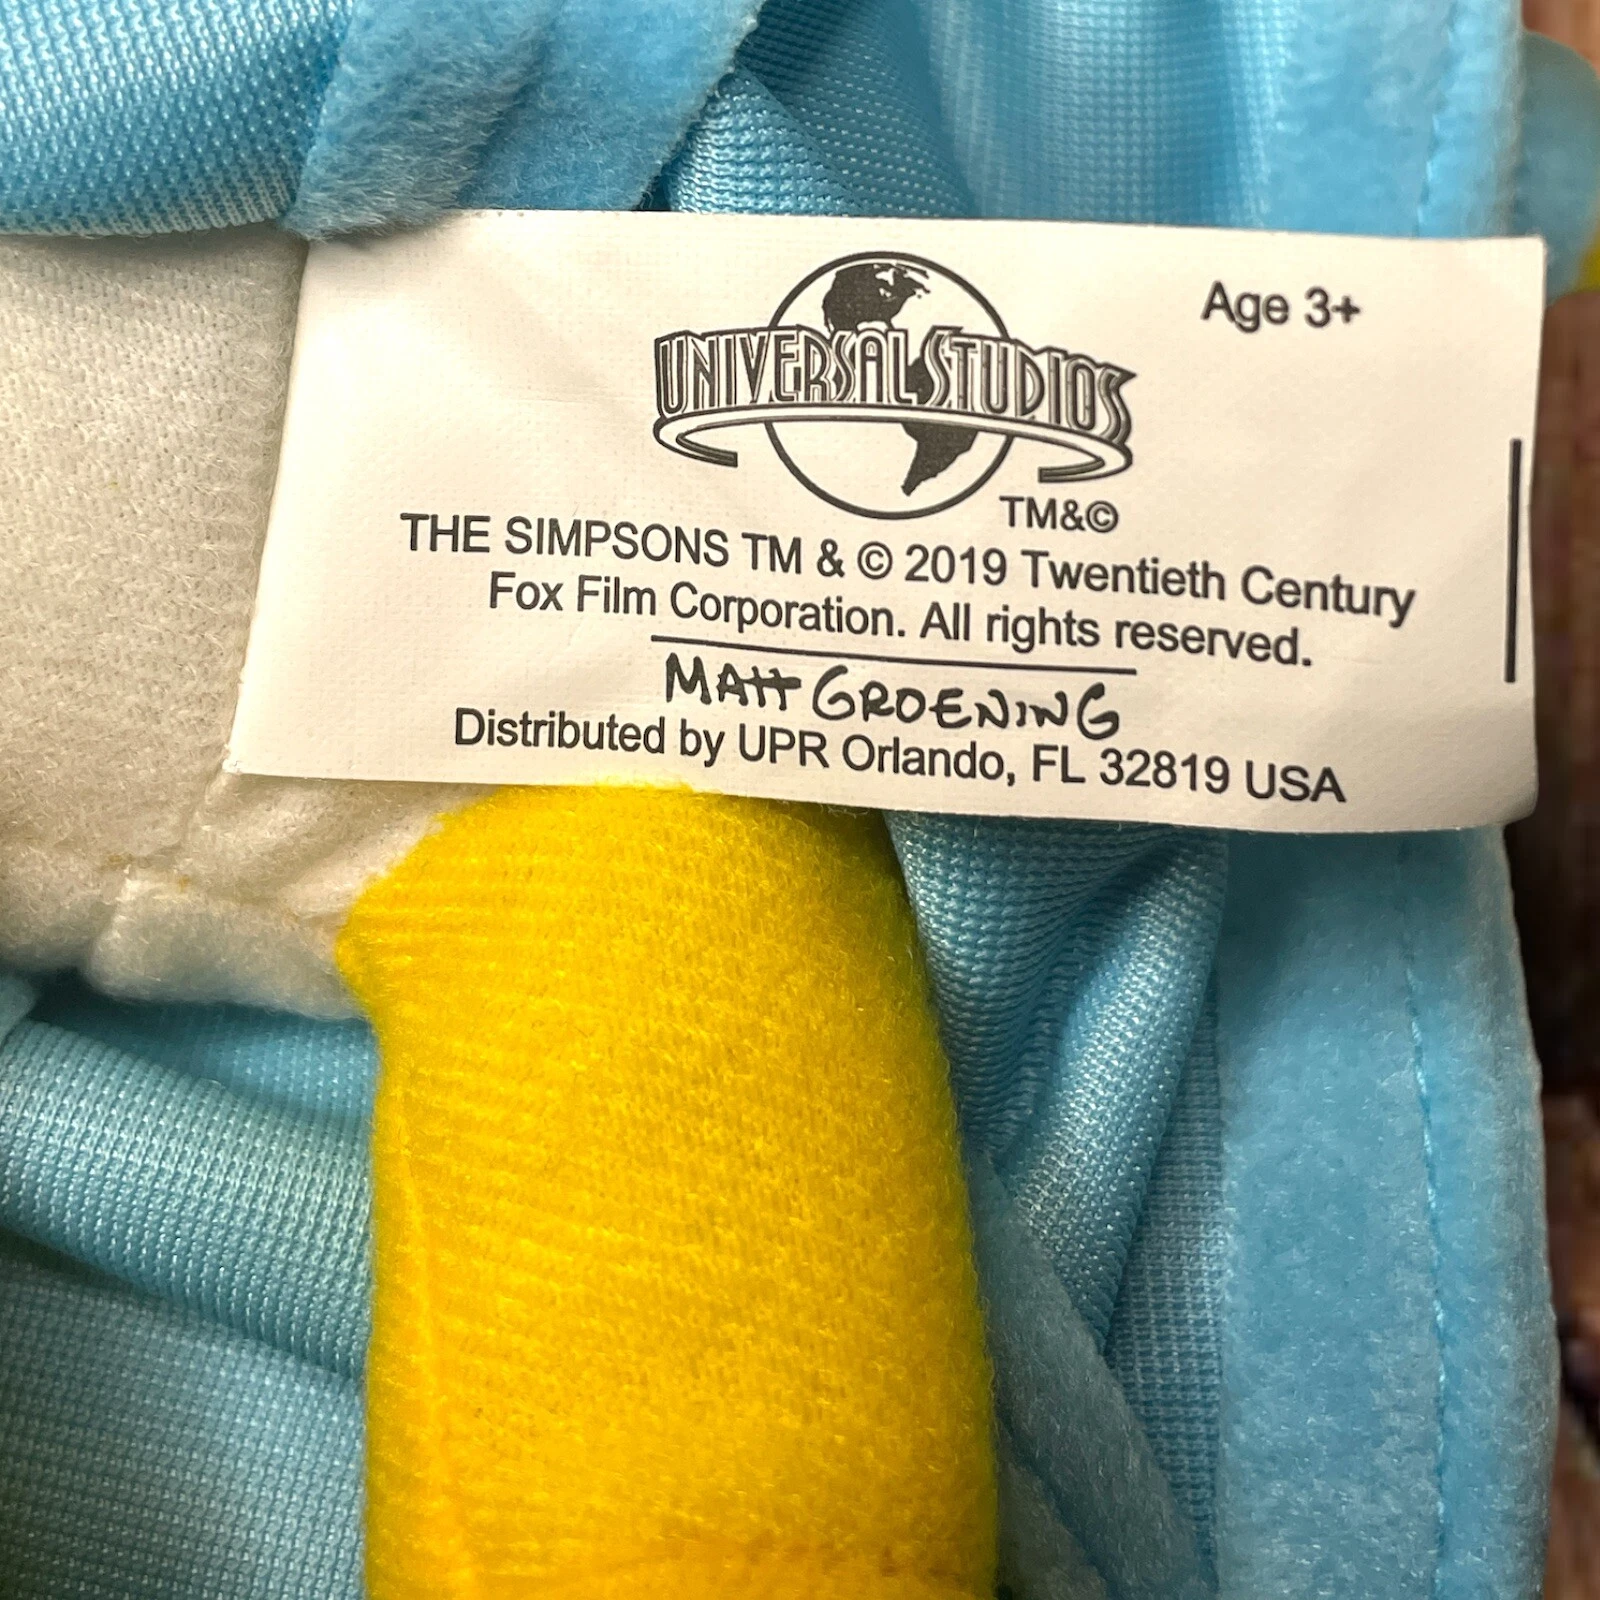 Age 3+
UNIVERSAL STUDIOS
TM&©
THE SIMPSONS TM & © 2019 Twentieth Century
Fox Film Corporation. All rights reserved.
MATT GROENING
Distributed by UPR Orlando, FL 32819 USA